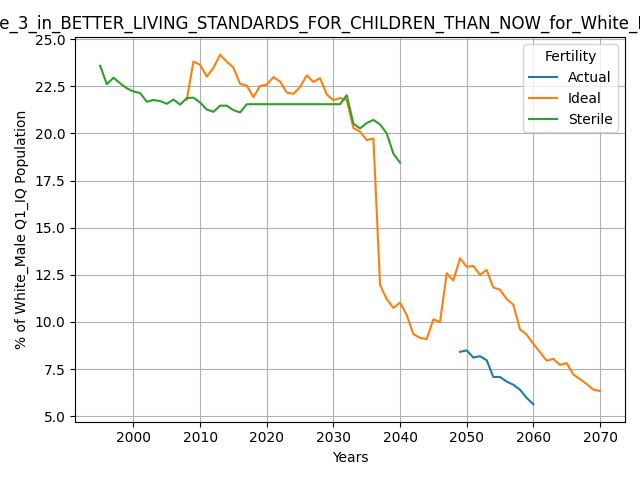 e_3_in_BETTER_LIVING_STANDARDS_FOR_CHILDREN_THAN_NOW_for_White_
25.0
22.5
20.0
17.5
15.0
12.5
10.0
7.5
5.0
% of White_Male Q1_IQ Population
Fertility
Actual
Ideal
Sterile
2000 2010 2020 2030 2040 2050 2060 2070
Years